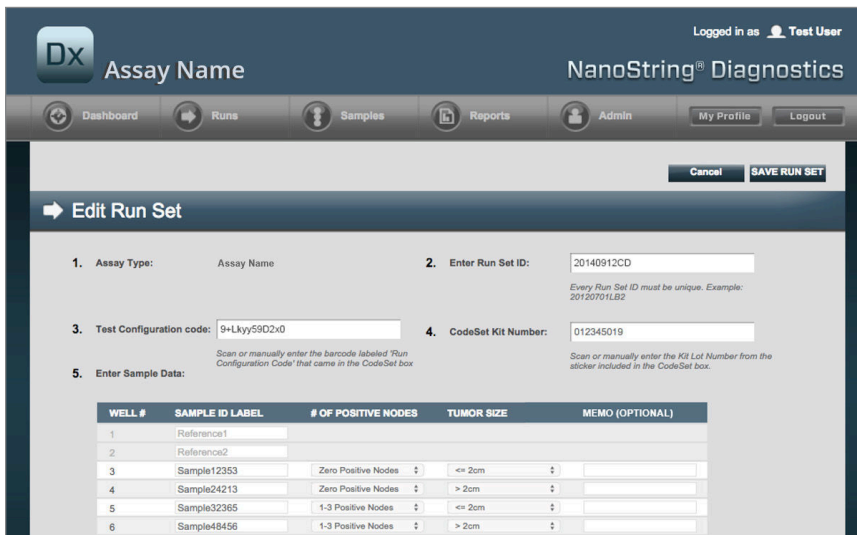 Logged in as Test User
Dx
Assay Name
NanoString® Diagnostics
Dashboard Runs Samples Reports Admin My Profile Logout
Cancel SAVE RUN SET
Edit Run Set
1. Assay Type: Assay Name
2. Enter Run Set ID: 20140912CD
Every Run Set ID must be unique. Example:
20120701LB2
3. Test Configuration code: 9+Lkyy59D2x0
Scan or manually enter the barcode labeled 'Run
Configuration Code' that came in the CodeSet box
4. CodeSet Kit Number: 012345019
Scan or manually enter the Kit Lot Number from the
sticker included in the CodeSet box.
5. Enter Sample Data:
WELL # SAMPLE ID LABEL # OF POSITIVE NODES TUMOR SIZE MEMO (OPTIONAL)
1 Reference1
2 Reference2
3 Sample12353 Zero Positive Nodes <= 2cm
4 Sample24213 Zero Positive Nodes > 2cm
5 Sample32365 1-3 Positive Nodes <= 2cm
6 Sample48456 1-3 Positive Nodes > 2cm